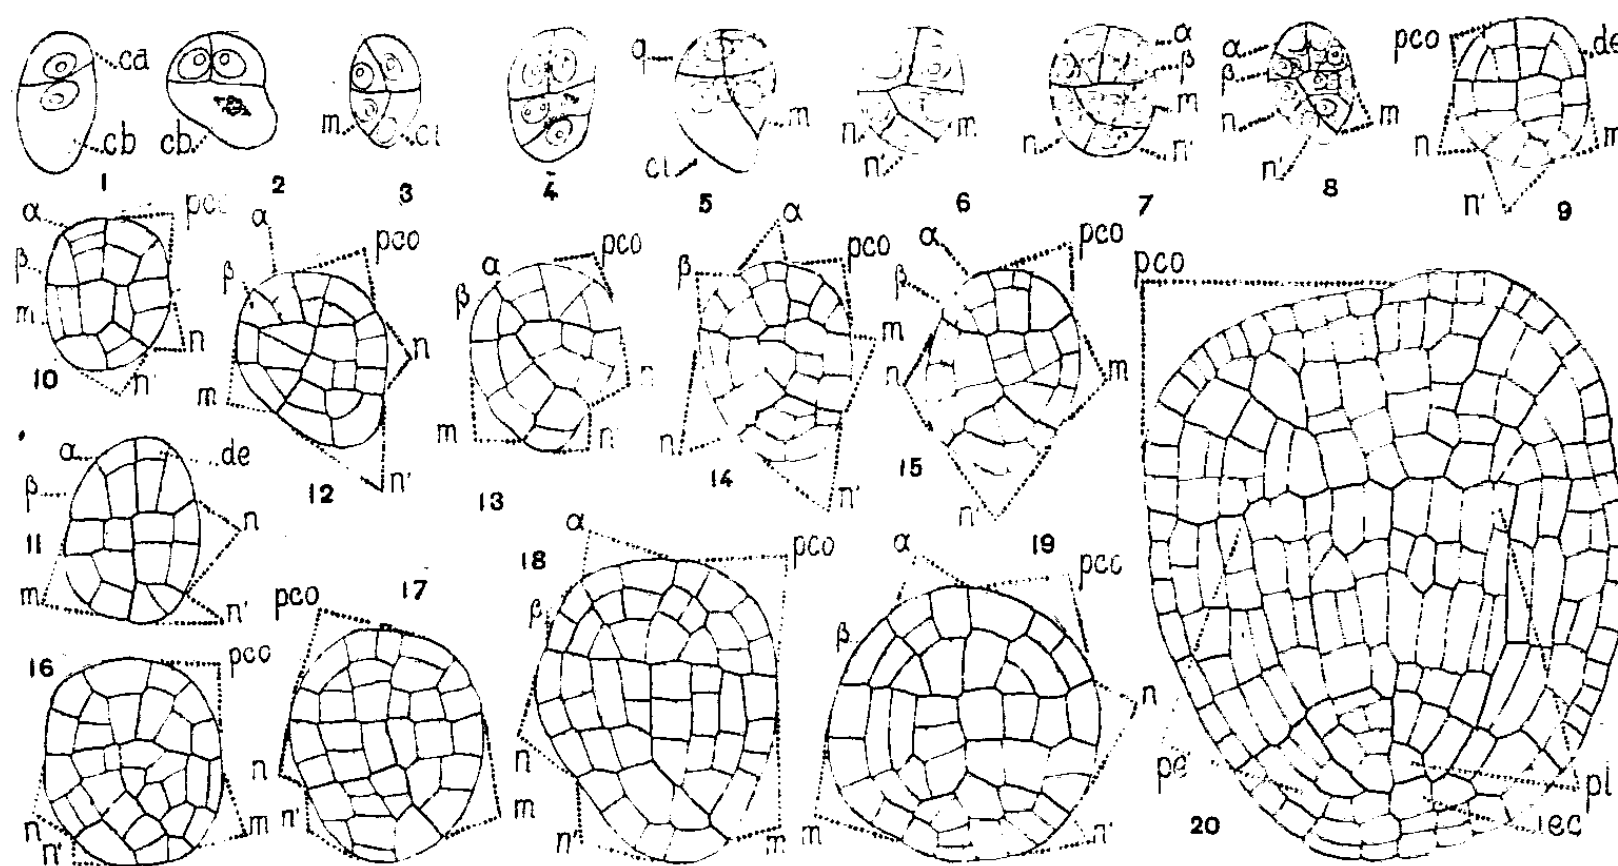 ca
cb
1
cb
2
m
ci
3
4
q
m
ci
5
n
m
n'
6
α
β
m
n
n'
7
α
β
n
m
n'
8
pco
de
n
m
n'
9
α
pco
β
m
n
n'
10
α
pco
β
n
m
n'
12
α
pco
β
m
n
13
α
pco
β
m
n
n'
14
α
pco
β
n
m
n'
15
α
de
β
n
m
n'
11
16
pco
n
n'
m
17
pco
n
n'
m
18
α
pco
β
n
n'
m
19
α
pco
β
n
m
n'
pco
pe
pl
iec
20